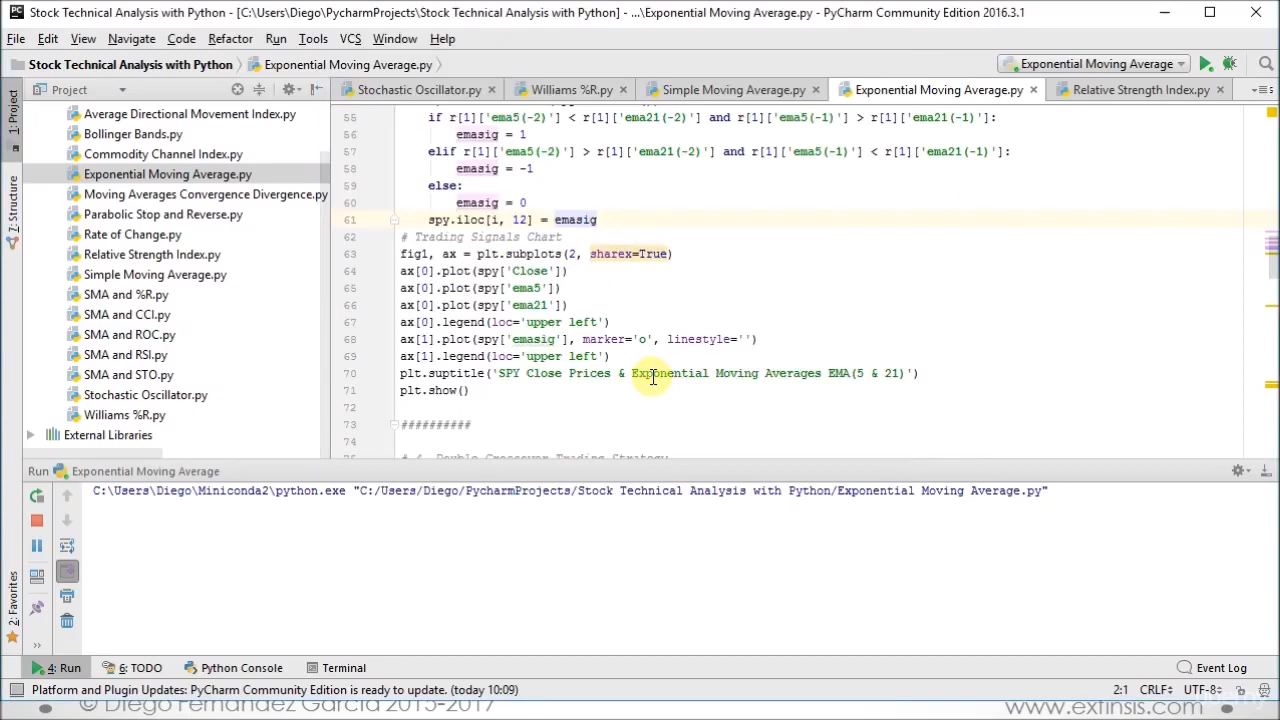 Stock Technical Analysis with Python - [C:\Users\Diego\PycharmProjects\Stock Technical Analysis with Python] - ...\Exponential Moving Average.py - PyCharm Community Edition 2016.3.1
File Edit View Navigate Code Refactor Run Tools VCS Window Help
Stock Technical Analysis with Python Exponential Moving Average.py Exponential Moving Average
Project Stochastic Oscillator.py Williams %R.py Simple Moving Average.py Exponential Moving Average.py Relative Strength Index.py
1: Project
Structure
2: Favorites
Average Directional Movement Index.py
Bollinger Bands.py
Commodity Channel Index.py
Exponential Moving Average.py
Moving Averages Convergence Divergence.py
Parabolic Stop and Reverse.py
Rate of Change.py
Relative Strength Index.py
Simple Moving Average.py
SMA and %R.py
SMA and CCI.py
SMA and ROC.py
SMA and RSI.py
SMA and STO.py
Stochastic Oscillator.py
Williams %R.py
External Libraries
55 if r[1]['ema5(-2)'] < r[1]['ema21(-2)'] and r[1]['ema5(-1)'] > r[1]['ema21(-1)']:
56 emasig = 1
57 elif r[1]['ema5(-2)'] > r[1]['ema21(-2)'] and r[1]['ema5(-1)'] < r[1]['ema21(-1)']:
58 emasig = -1
59 else:
60 emasig = 0
61 spy.iloc[i, 12] = emasig
62 # Trading Signals Chart
63 fig1, ax = plt.subplots(2, sharex=True)
64 ax[0].plot(spy['Close'])
65 ax[0].plot(spy['ema5'])
66 ax[0].plot(spy['ema21'])
67 ax[0].legend(loc='upper left')
68 ax[1].plot(spy['emasig'], marker='o', linestyle='')
69 ax[1].legend(loc='upper left')
70 plt.suptitle('SPY Close Prices & Exponential Moving Averages EMA(5 & 21)')
71 plt.show()
72
73 ##########
74
Double Crossover Trading Strategy
Run Exponential Moving Average
C:\Users\Diego\Miniconda2\python.exe "C:/Users/Diego/PycharmProjects/Stock Technical Analysis with Python/Exponential Moving Average.py"
4: Run 6: TODO Python Console Terminal Event Log
Platform and Plugin Updates: PyCharm Community Edition is ready to update. (today 10:09) 2:1 CRLF÷ UTF-8÷
© Diego Fernandez Garcia 2015-2017 www.extinsis.com